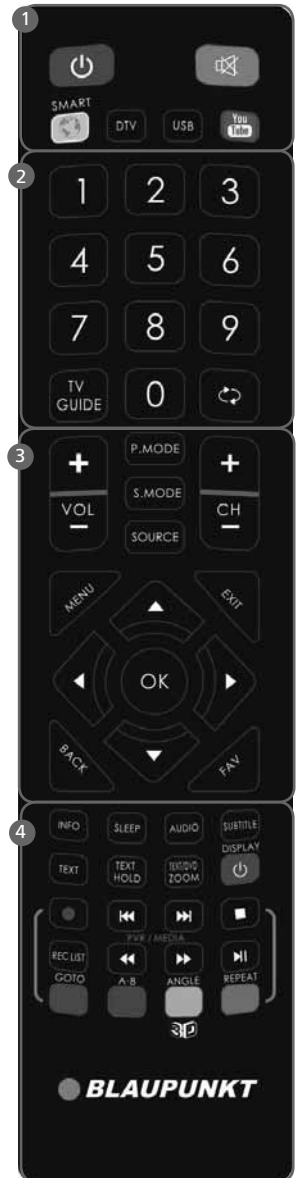 1
SMART
DTV USB You Tube
2
1 2 3
4 5 6
7 8 9
TV GUIDE 0
3
+ P.MODE +
VOL S.MODE CH
− SOURCE −
MENU EXIT
OK
BACK FAV
4
INFO SLEEP AUDIO SUBTITLE
DISPLAY
TEXT TEXT HOLD TEXT/DVD ZOOM
PVR / MEDIA
REC LIST
GOTO A-B ANGLE REPEAT
3D
BLAUPUNKT